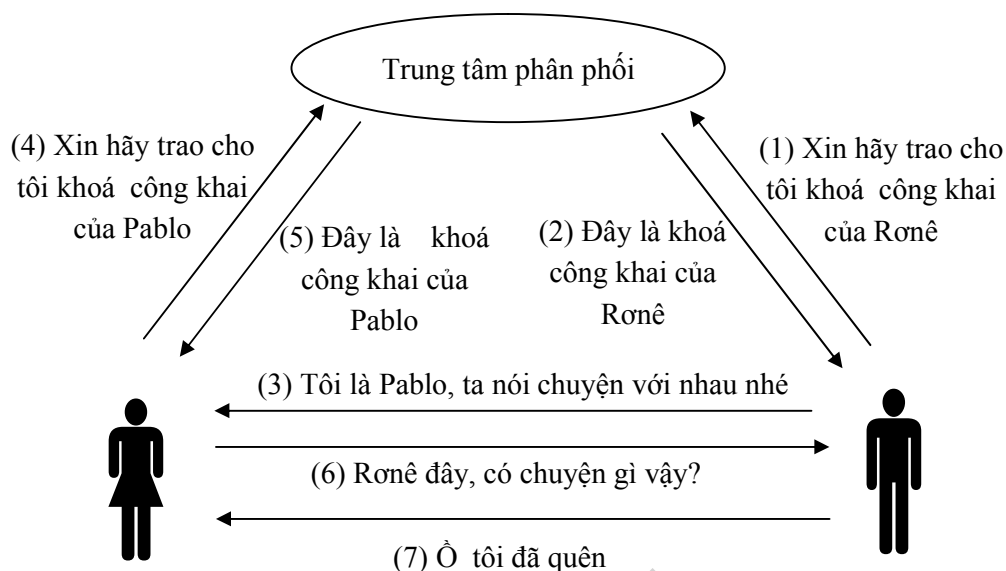 Trung tâm phân phối
(4) Xin hãy trao cho
tôi khoá công khai
của Pablo
(1) Xin hãy trao cho
tôi khoá công khai
của Rơnê
(5) Đây là khoá
công khai của
Pablo
(2) Đây là khoá
công khai của
Rơnê
(3) Tôi là Pablo, ta nói chuyện với nhau nhé
(6) Rơnê đây, có chuyện gì vậy?
(7) Ồ tôi đã quên